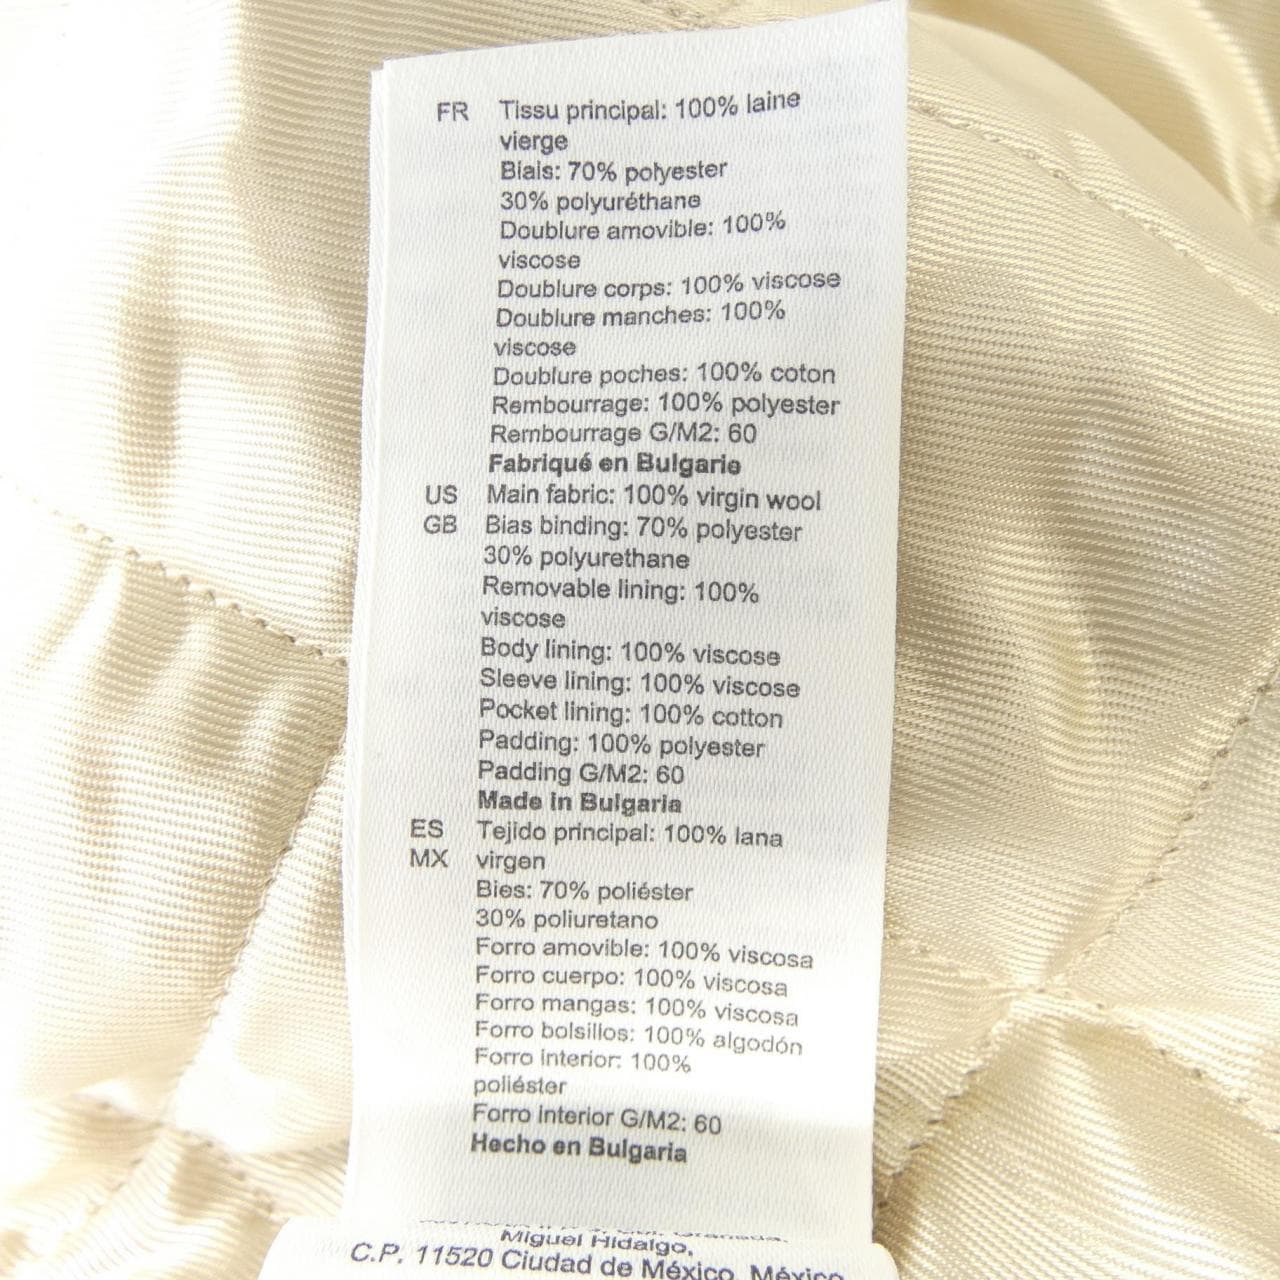 FR Tissu principal: 100% laine
vierge
Biais: 70% polyester
30% polyuréthane
Doublure amovible: 100%
viscose
Doublure corps: 100% viscose
Doublure manches: 100%
viscose
Doublure poches: 100% coton
Rembourrage: 100% polyester
Rembourrage G/M2: 60
Fabriqué en Bulgarie
US Main fabric: 100% virgin wool
GB Bias binding: 70% polyester
30% polyurethane
Removable lining: 100%
viscose
Body lining: 100% viscose
Sleeve lining: 100% viscose
Pocket lining: 100% cotton
Padding: 100% polyester
Padding G/M2: 60
Made in Bulgaria
ES Tejido principal: 100% lana
MX virgen
Bies: 70% poliéster
30% poliuretano
Forro amovible: 100% viscosa
Forro cuerpo: 100% viscosa
Forro mangas: 100% viscosa
Forro bolsillos: 100% algodón
Forro interior: 100%
poliéster
Forro interior G/M2: 60
Hecho en Bulgaria
Miguel Hidalgo,
C.P. 11520 Ciudad de México, México